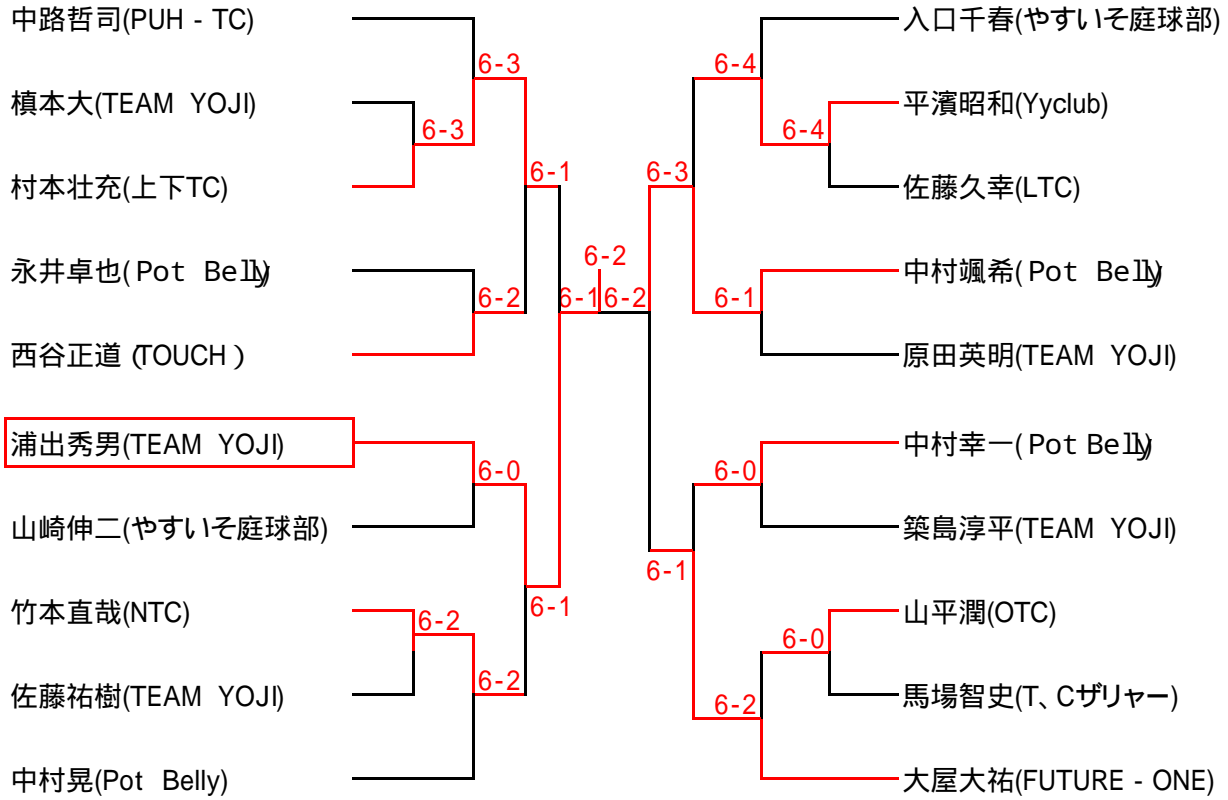 中路哲司(PUH - TC)
入口千春(やすいそ庭球部)
6-3
6-4
槙本大(TEAM YOJI)
平濱昭和(Yyclub)
6-3
6-4
村本壮充(上下TC)
6-1
6-3
佐藤久幸(LTC)
永井卓也( Pot Belly)
6-2
中村颯希( Pot Belly)
6-2
6-1
6-2
6-1
西谷正道 (TOUCH )
原田英明(TEAM YOJI)
浦出秀男(TEAM YOJI)
中村幸一( Pot Belly)
6-0
6-0
山崎伸二(やすいそ庭球部)
築島淳平(TEAM YOJI)
6-1
6-1
竹本直哉(NTC)
6-2
山平潤(OTC)
6-0
佐藤祐樹(TEAM YOJI)
6-2
6-2
馬場智史(T、Cザリャー)
中村晃(Pot Belly)
大屋大祐(FUTURE - ONE)